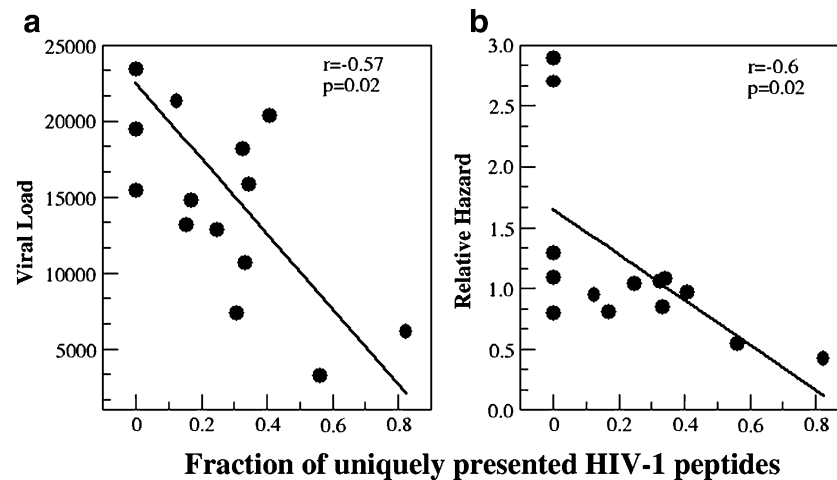 a
b
25000
20000
15000
10000
5000
Viral Load
r=-0.57
p=0.02
0 0.2 0.4 0.6 0.8
3.0
2.5
2.0
1.5
1.0
0.5
0.0
Relative Hazard
r=-0.6
p=0.02
0 0.2 0.4 0.6 0.8
Fraction of uniquely presented HIV-1 peptides